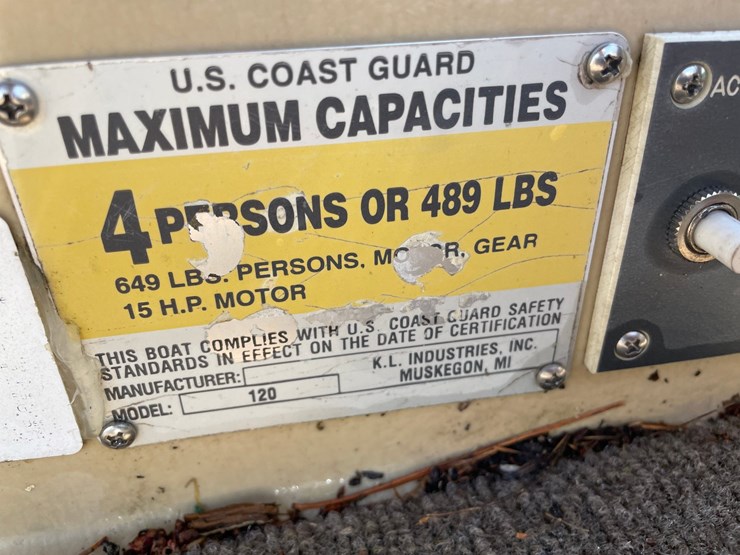 U.S. COAST GUARD
MAXIMUM CAPACITIES
4 PERSONS OR 489 LBS
649 LBS. PERSONS, MOTOR, GEAR
15 H.P. MOTOR
THIS BOAT COMPLIES WITH U.S. COAST GUARD SAFETY
STANDARDS IN EFFECT ON THE DATE OF CERTIFICATION
MANUFACTURER: K.L. INDUSTRIES, INC.
MUSKEGON, MI
MODEL: 120
AC